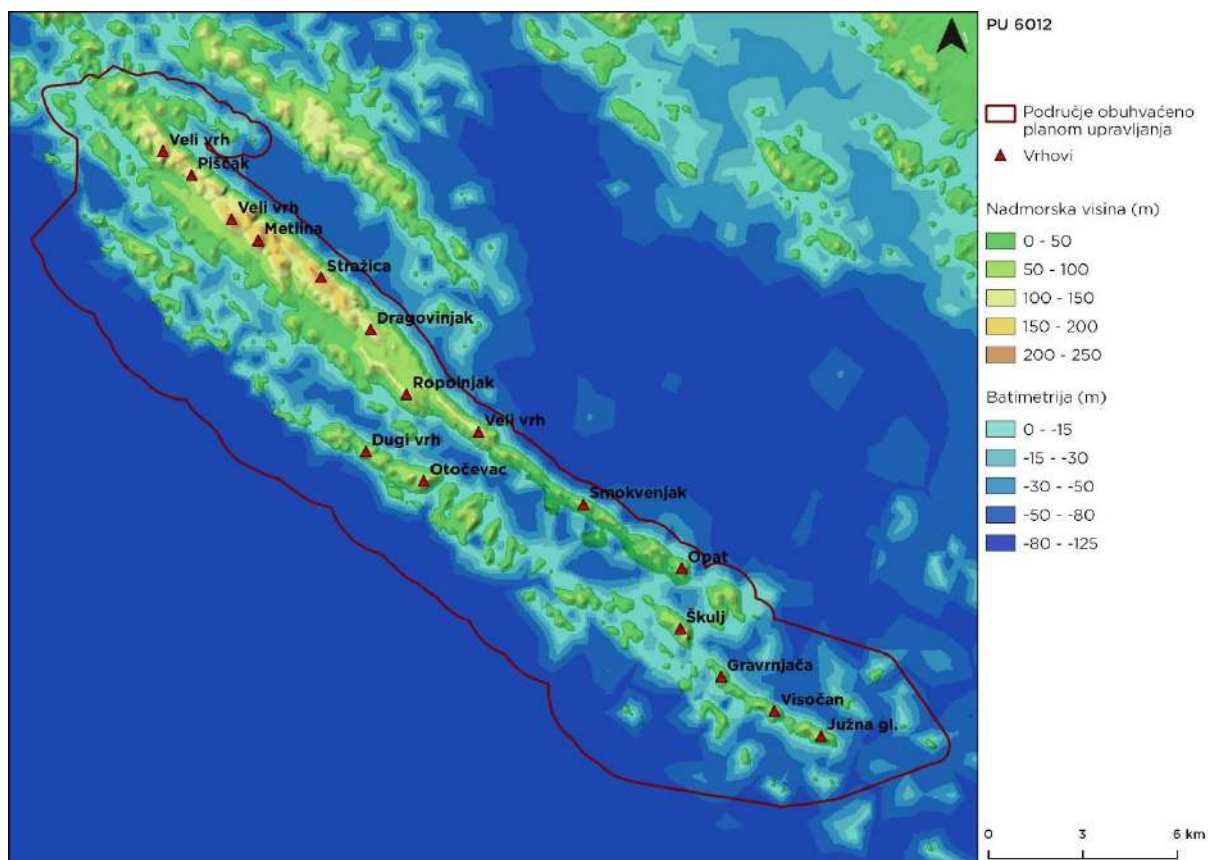 PU 6012
Područje obuhvaćeno
planom upravljanja
Vrhovi
Nadmorska visina (m)
0 - 50
50 - 100
100 - 150
150 - 200
200 - 250
Batimetrija (m)
0 - -15
-15 - -30
-30 - -50
-50 - -80
-80 - -125
0 3 6 km
Veli vrh
Piščak
Veli vrh
Metlina
Stražica
Dragovinjak
Ropolnjak
Veli vrh
Dugi vrh
Otočevac
Smokvenjak
Opat
Škulj
Gravrnjača
Visočan
Južna gl.